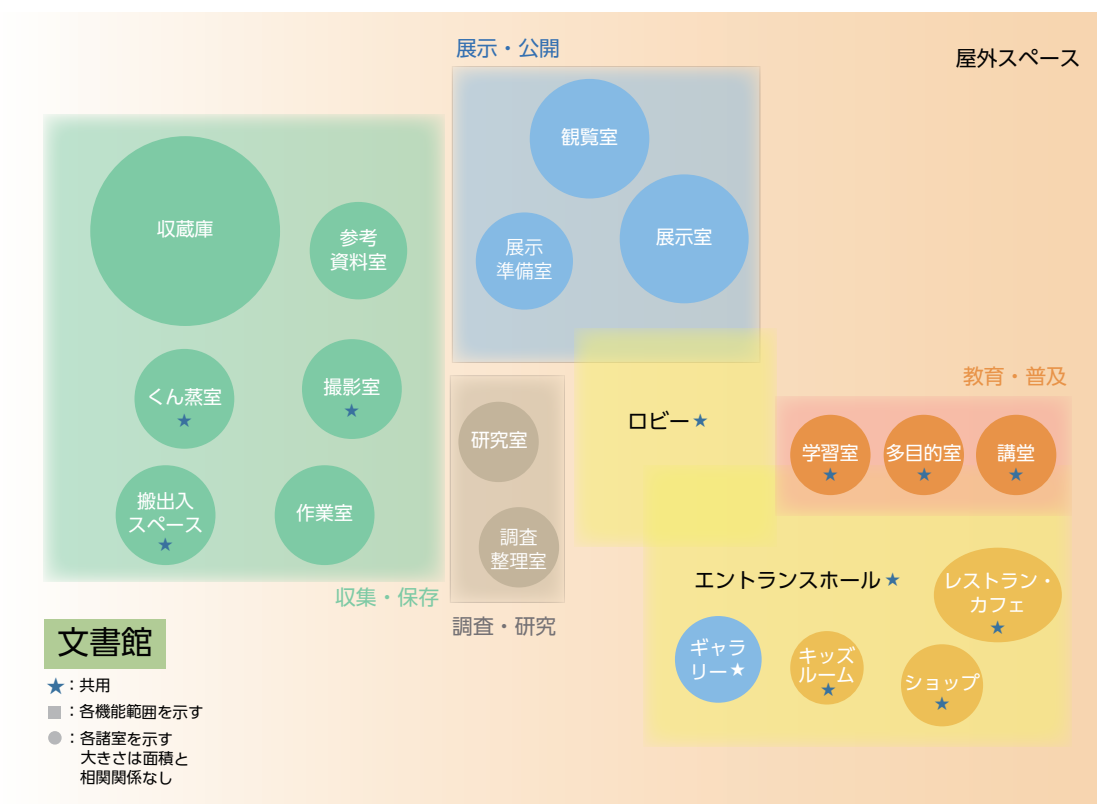 展示・公開
屋外スペース
観覧室
展示室
展示
準備室
収蔵庫
参考
資料室
くん蒸室
★
撮影室
★
搬出入
スペース
★
作業室
収集・保存
研究室
調査
整理室
調査・研究
ロビー★
教育・普及
学習室
★
多目的室
★
講堂
★
エントランスホール★
レストラン・
カフェ
★
ギャラ
リー★
キッズ
ルーム
★
ショップ
★
文書館
★：共用
■：各機能範囲を示す
●：各諸室を示す
大きさは面積と
相関関係なし